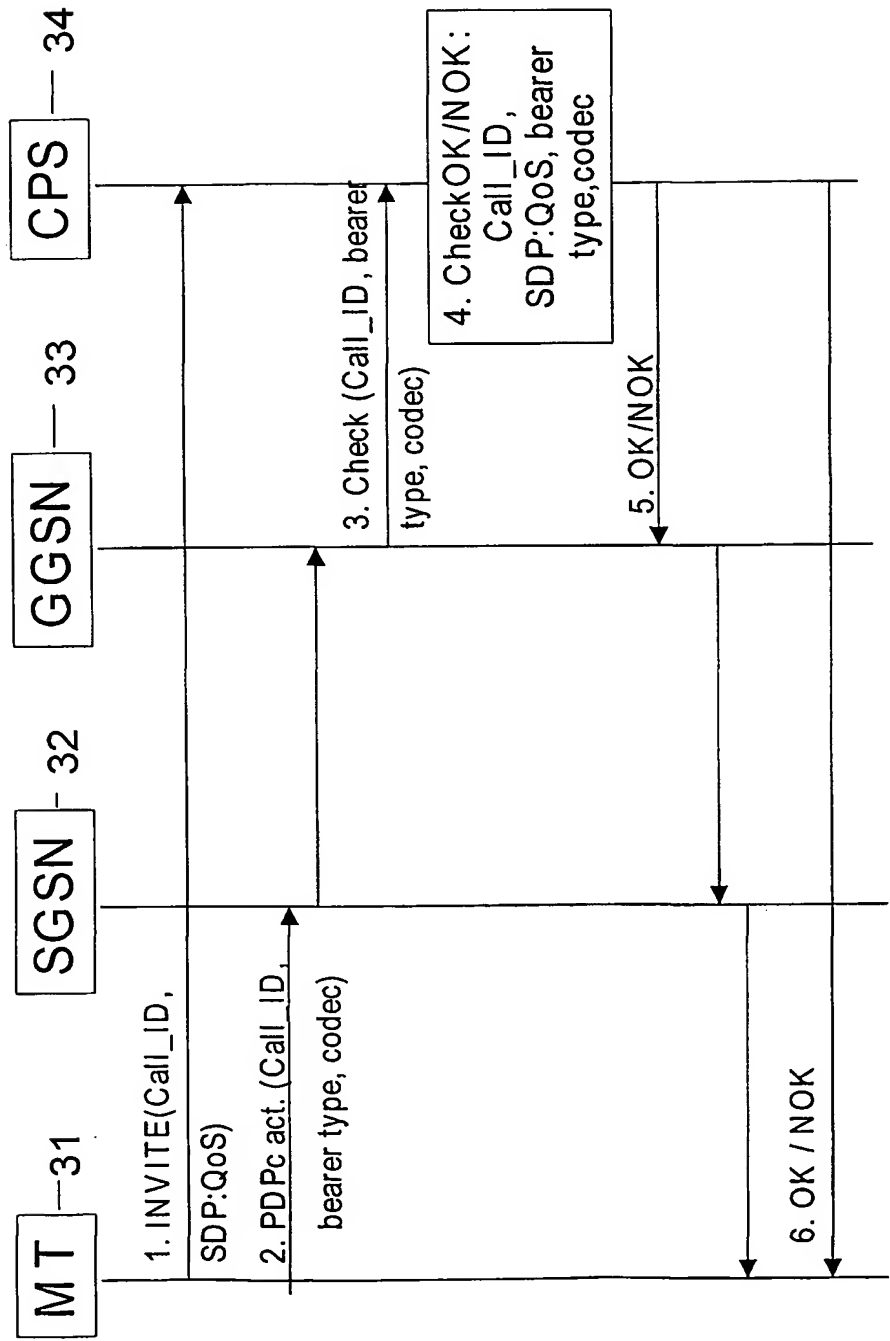 MT
31
SGSN
32
GGSN
33
CPS
34
1. INVITE(Call_ID,
SDP:QoS)
2. PDPc act. (Call_ID,
bearer type, codec)
3. Check (Call_ID, bearer
type, codec)
4. CheckOK/NOK:
Call_ID,
SDP:QoS, bearer
type,codec
5. OK/NOK
6. OK / NOK